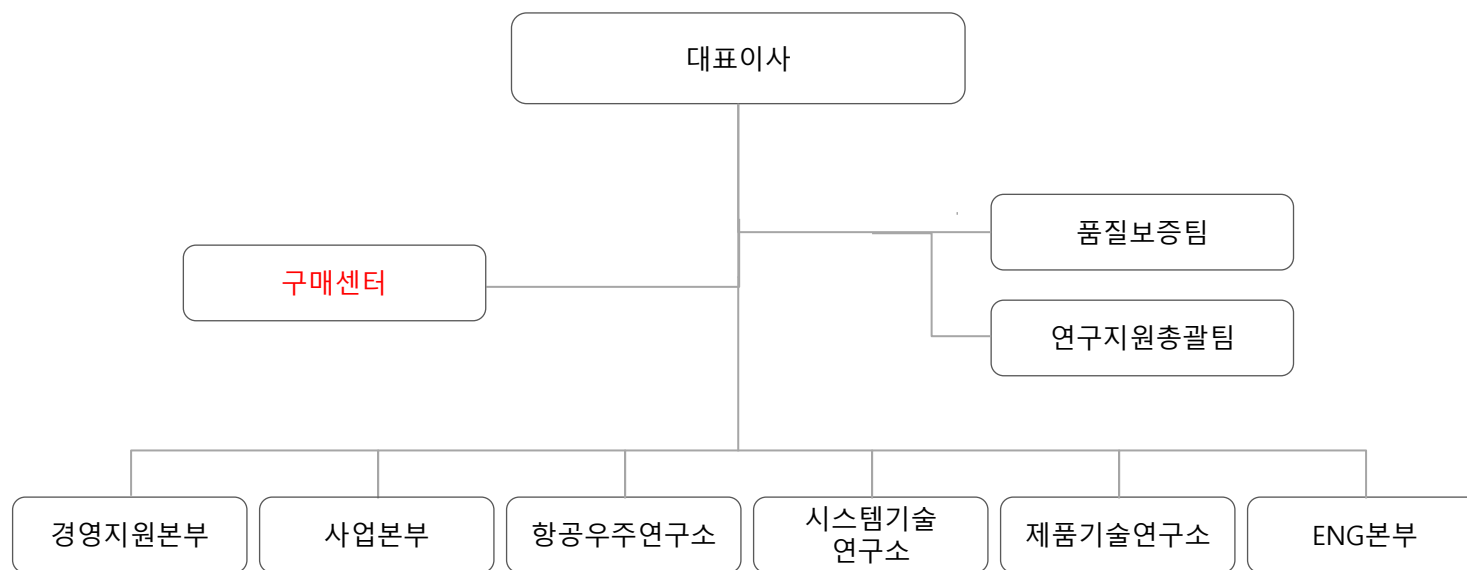 대표이사
품질보증팀
구매센터
연구지원총괄팀
경영지원본부
사업본부
항공우주연구소
시스템기술
연구소
제품기술연구소
ENG본부